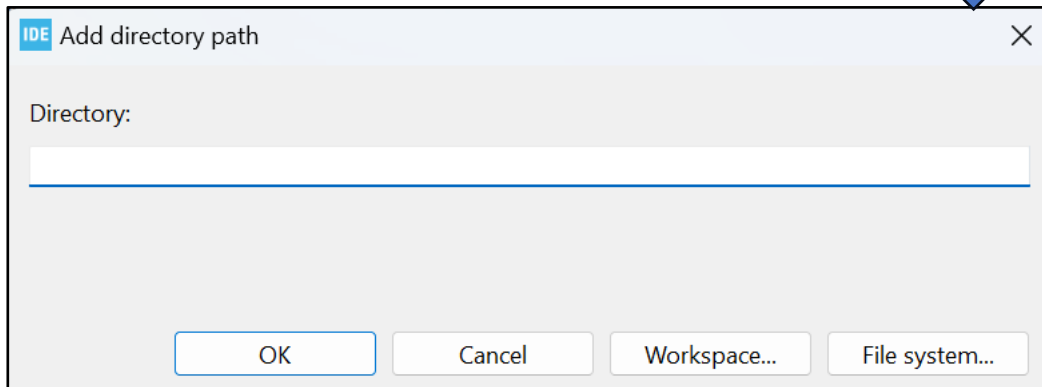 IDE Add directory path
Directory:
OK Cancel Workspace... File system...